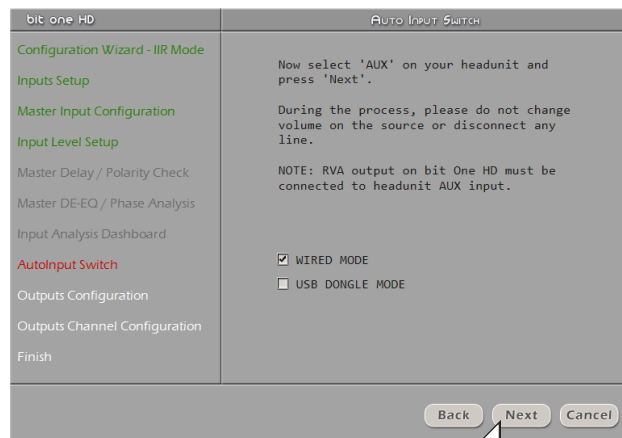 bit one HD
Auto Input Switch
Configuration Wizard - IIR Mode
Inputs Setup
Master Input Configuration
Input Level Setup
Master Delay / Polarity Check
Master DE-EQ / Phase Analysis
Input Analysis Dashboard
AutoInput Switch
Outputs Configuration
Outputs Channel Configuration
Finish
Now select 'AUX' on your headunit and
press 'Next'.
During the process, please do not change
volume on the source or disconnect any
line.
NOTE: RVA output on bit One HD must be
connected to headunit AUX input.
WIRED MODE
USB DONGLE MODE
Back Next Cancel